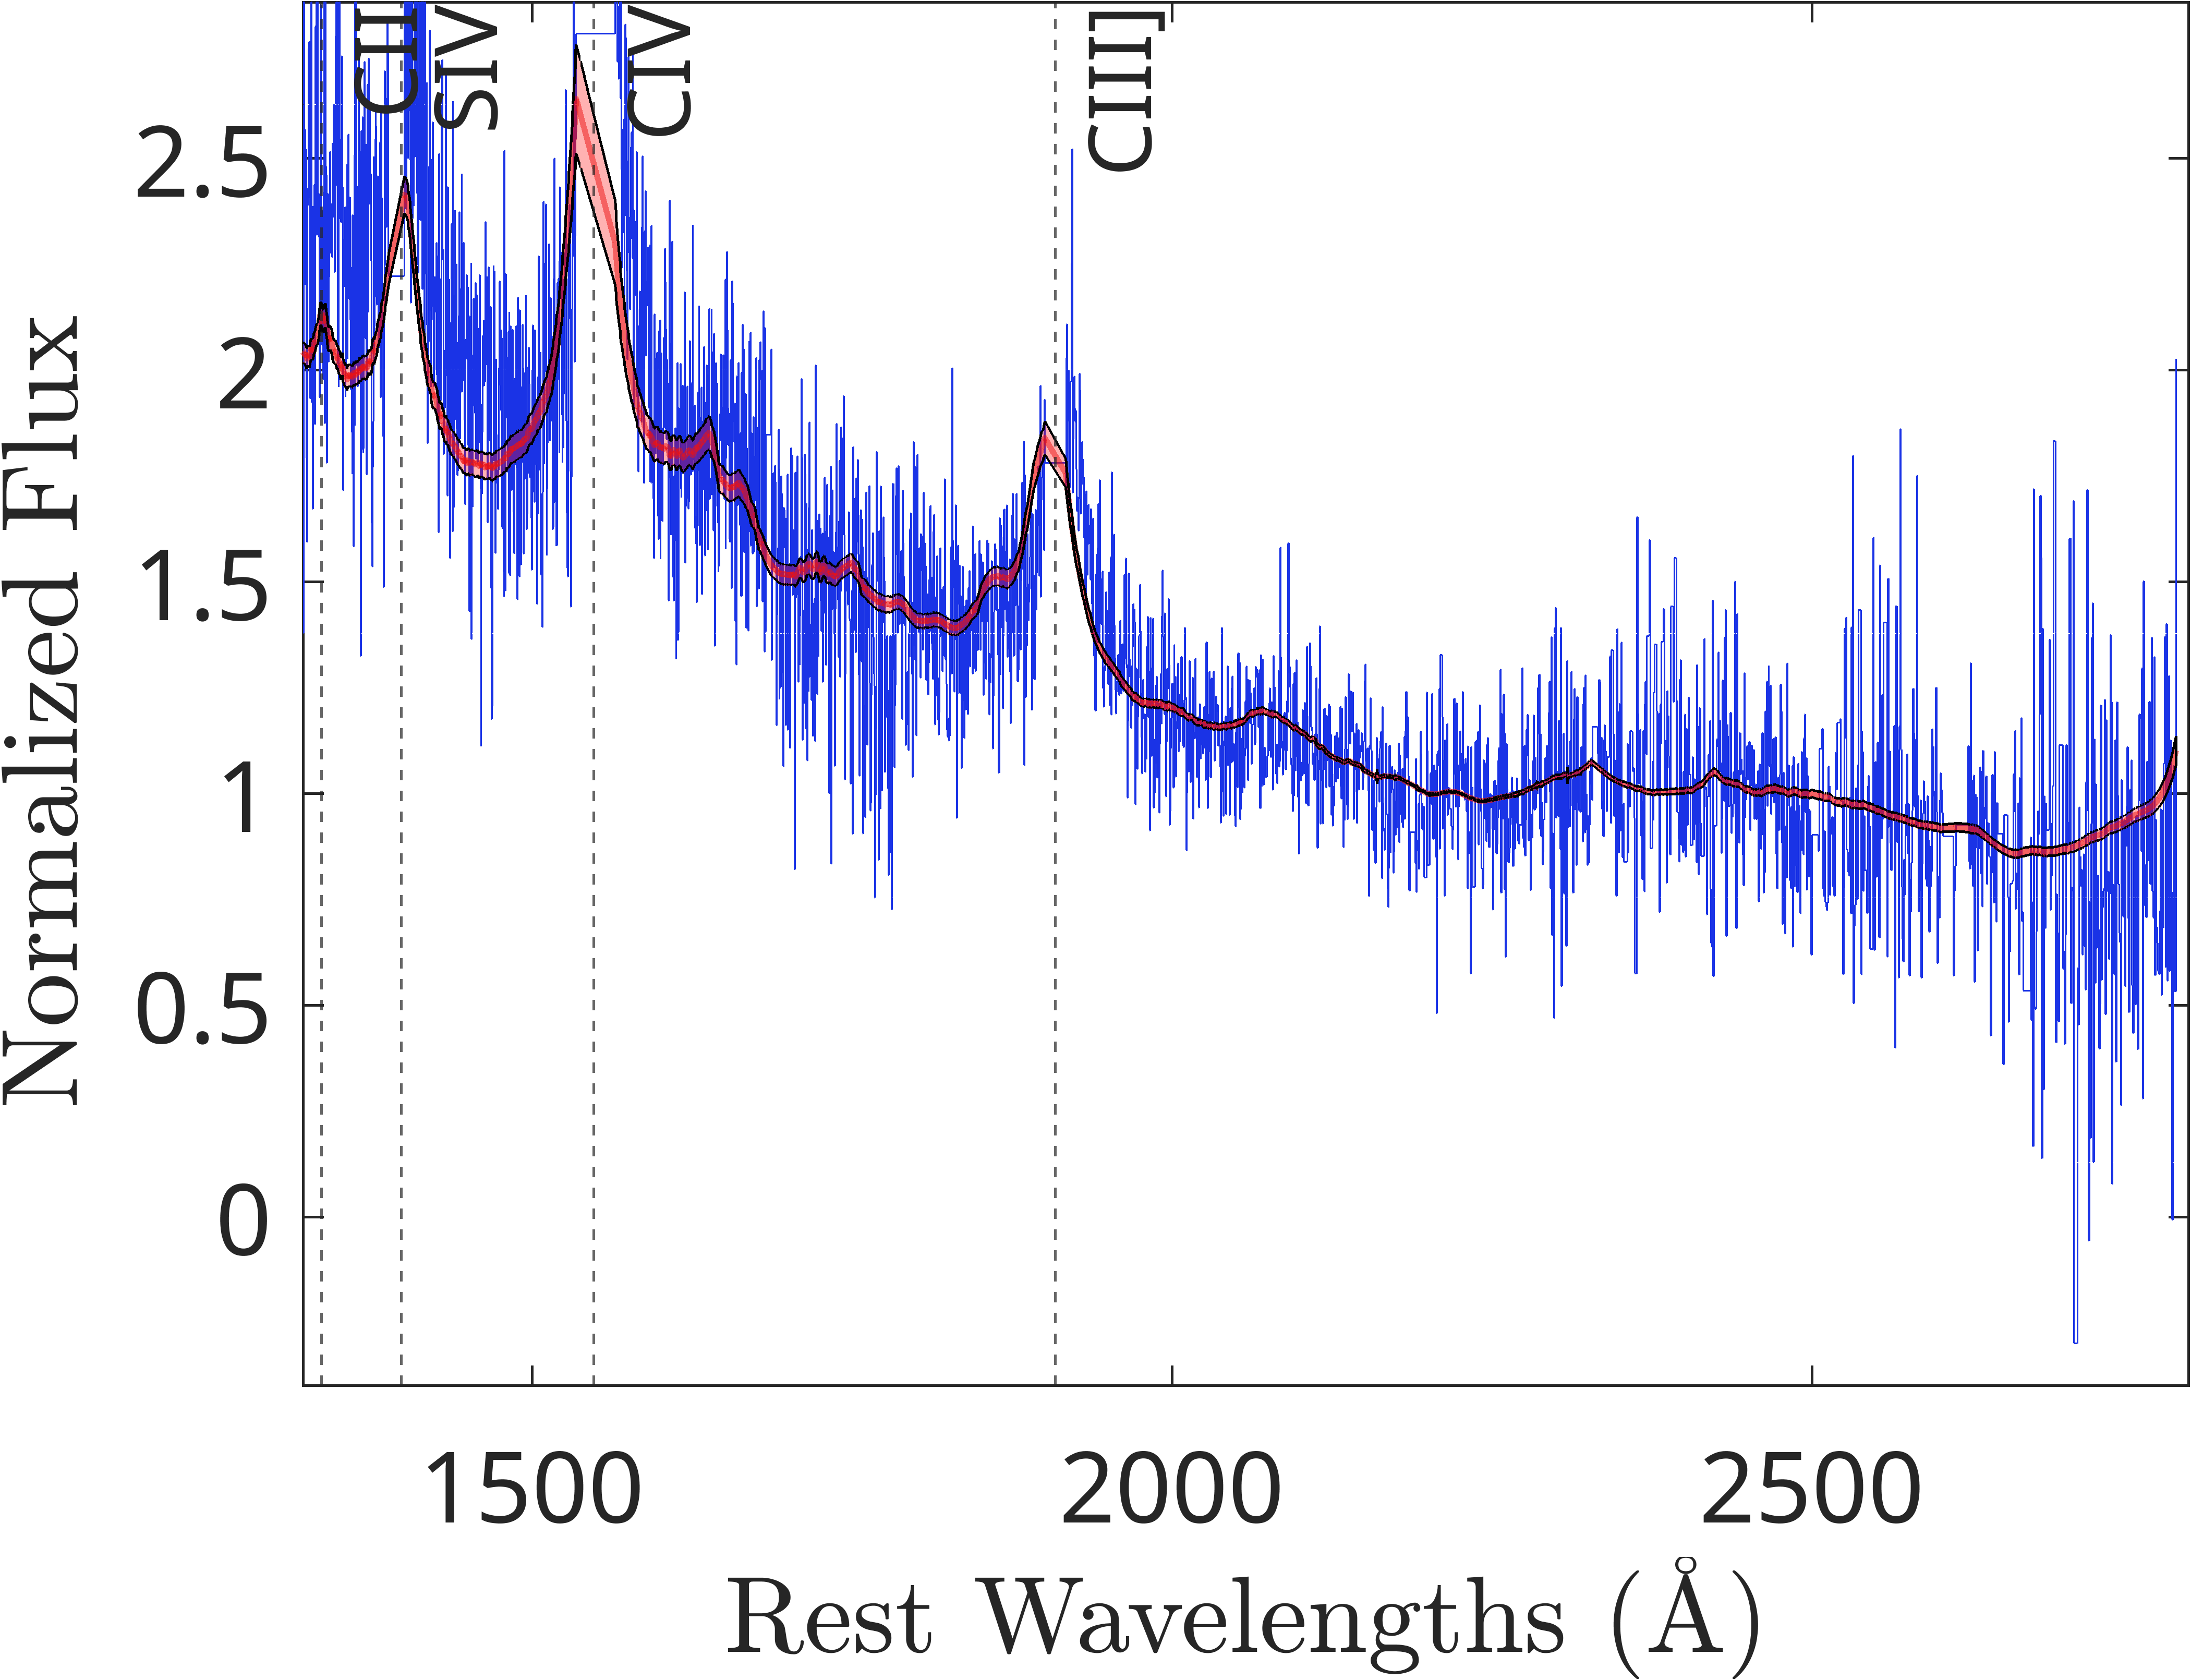 CII
SIV
CIV
CIII]
2.5
2
1.5
1
0.5
0
Normalized Flux
1500
2000
2500
Rest Wavelengths (Å)